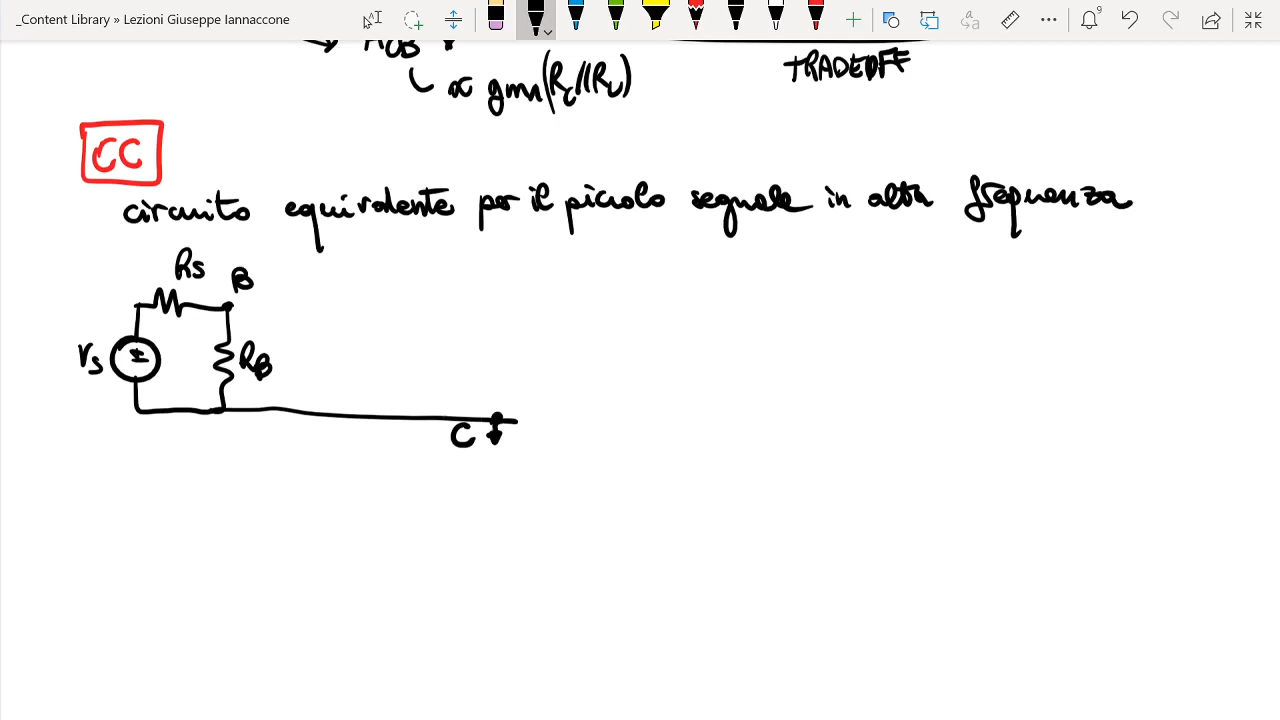 _Content Library » Lezioni Giuseppe Iannaccone
9
TRADEOFF
∝ gm (RC//RL)
CC
circuito equivalente per il piccolo segnale in alta frequenza
RS
B
VS
±
RB
C